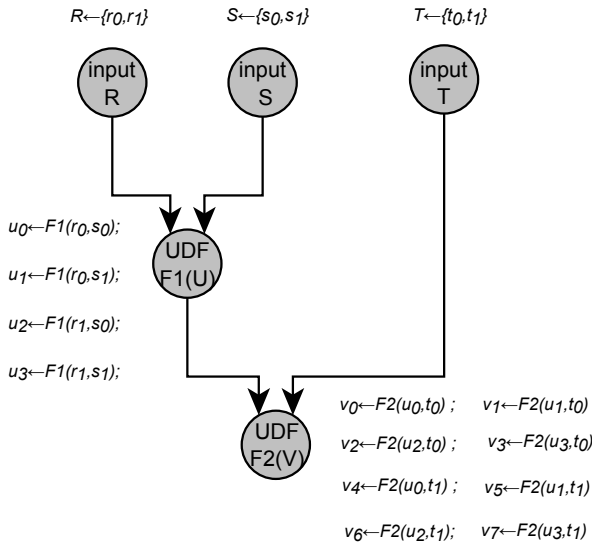 R←{r0,r1} S←{s0,s1} T←{t0,t1}
input
R
input
S
input
T
u0←F1(r0,s0);
u1←F1(r0,s1);
u2←F1(r1,s0);
u3←F1(r1,s1);
UDF
F1(U)
UDF
F2(V)
v0←F2(u0,t0) ; v1←F2(u1,t0)
v2←F2(u2,t0) ; v3←F2(u3,t0)
v4←F2(u0,t1) ; v5←F2(u1,t1)
v6←F2(u2,t1); v7←F2(u3,t1)